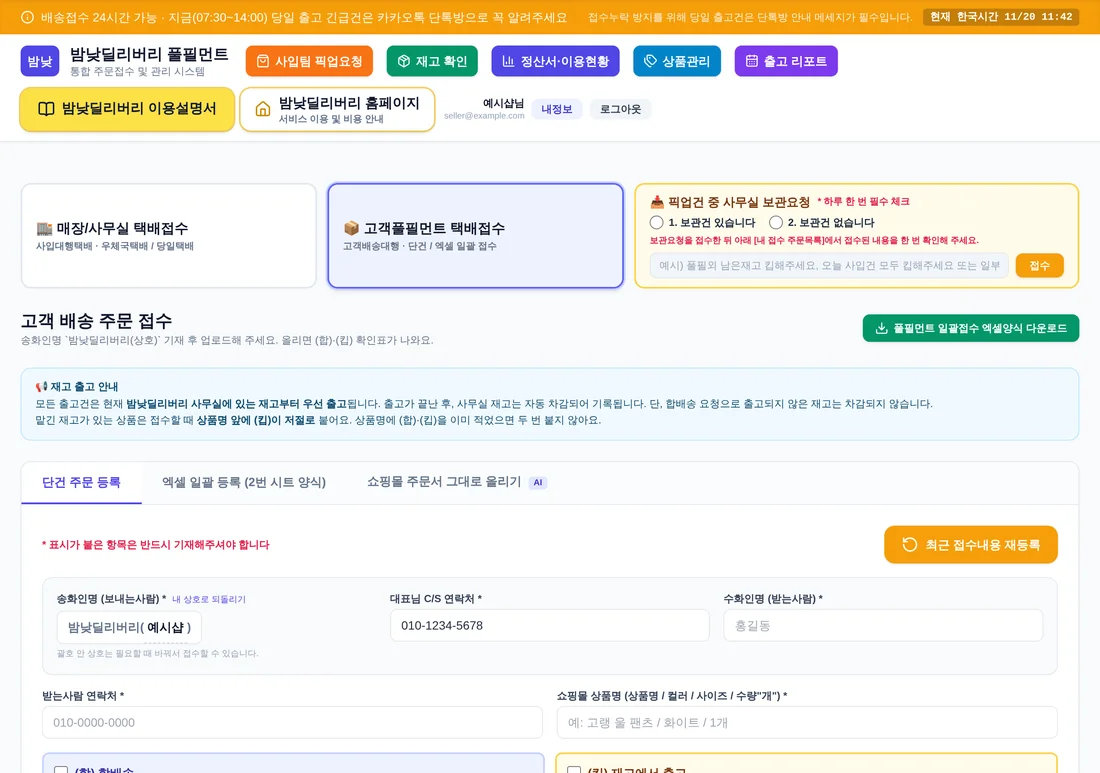 배송접수 24시간 가능 · 지금(07:30~14:00) 당일 출고 긴급건은 카카오톡 단톡방으로 꼭 알려주세요 접수누락 방지를 위해 당일 출고건은 단톡방 안내 메세지가 필수입니다. 현재 한국시간 11/20 11:42
밤낮 밤낮딜리버리 풀필먼트
통합 주문접수 및 관리 시스템
사입팀 픽업요청 재고 확인 정산서·이용현황 상품관리 출고 리포트
밤낮딜리버리 이용설명서
밤낮딜리버리 홈페이지
서비스 이용 및 비용 안내
예시샵님
seller@example.com
내정보 로그아웃
🏬 매장/사무실 택배접수
사입대행택배 · 우체국택배 / 당일택배
📦 고객풀필먼트 택배접수
고객배송대행 · 단건 / 엑셀 일괄 접수
📥 픽업건 중 사무실 보관요청 * 하루 한 번 필수 체크
1. 보관건 있습니다 2. 보관건 없습니다
보관요청을 접수한 뒤 아래 [내 접수 주문목록]에서 접수된 내용을 한 번 확인해 주세요.
예시) 풀필외 남은재고 킵해주세요, 오늘 사입건 모두 킵해주세요 또는 일부 접수
고객 배송 주문 접수
송화인명 `밤낮딜리버리(상호)` 기재 후 업로드해 주세요. 올리면 (합)·(킵) 확인표가 나와요.
풀필먼트 일괄접수 엑셀양식 다운로드
📢 재고 출고 안내
모든 출고건은 현재 밤낮딜리버리 사무실에 있는 재고부터 우선 출고됩니다. 출고가 끝난 후, 사무실 재고는 자동 차감되어 기록됩니다. 단, 합배송 요청으로 출고되지 않은 재고는 차감되지 않습니다.
맡긴 재고가 있는 상품은 접수할 때 상품명 앞에 (킵)이 저절로 붙어요. 상품명에 (합)·(킵)을 이미 적었으면 두 번 붙지 않아요.
단건 주문 등록 엑셀 일괄 등록 (2번 시트 양식) 쇼핑몰 주문서 그대로 올리기 AI
* 표시가 붙은 항목은 반드시 기재해주셔야 합니다
최근 접수내용 재등록
송화인명 (보내는사람) * 내 상호로 되돌리기
밤낮딜리버리( 예시샵 )
괄호 안 상호는 필요할 때 바꿔서 접수할 수 있습니다.
대표님 C/S 연락처 *
010-1234-5678
수화인명 (받는사람) *
홍길동
받는사람 연락처 *
010-0000-0000
쇼핑몰 상품명 (상품명 / 컬러 / 사이즈 / 수량"개") *
예: 고랭 울 팬츠 / 화이트 / 1개
(합) 합배송
(킵) 재고에서 출고